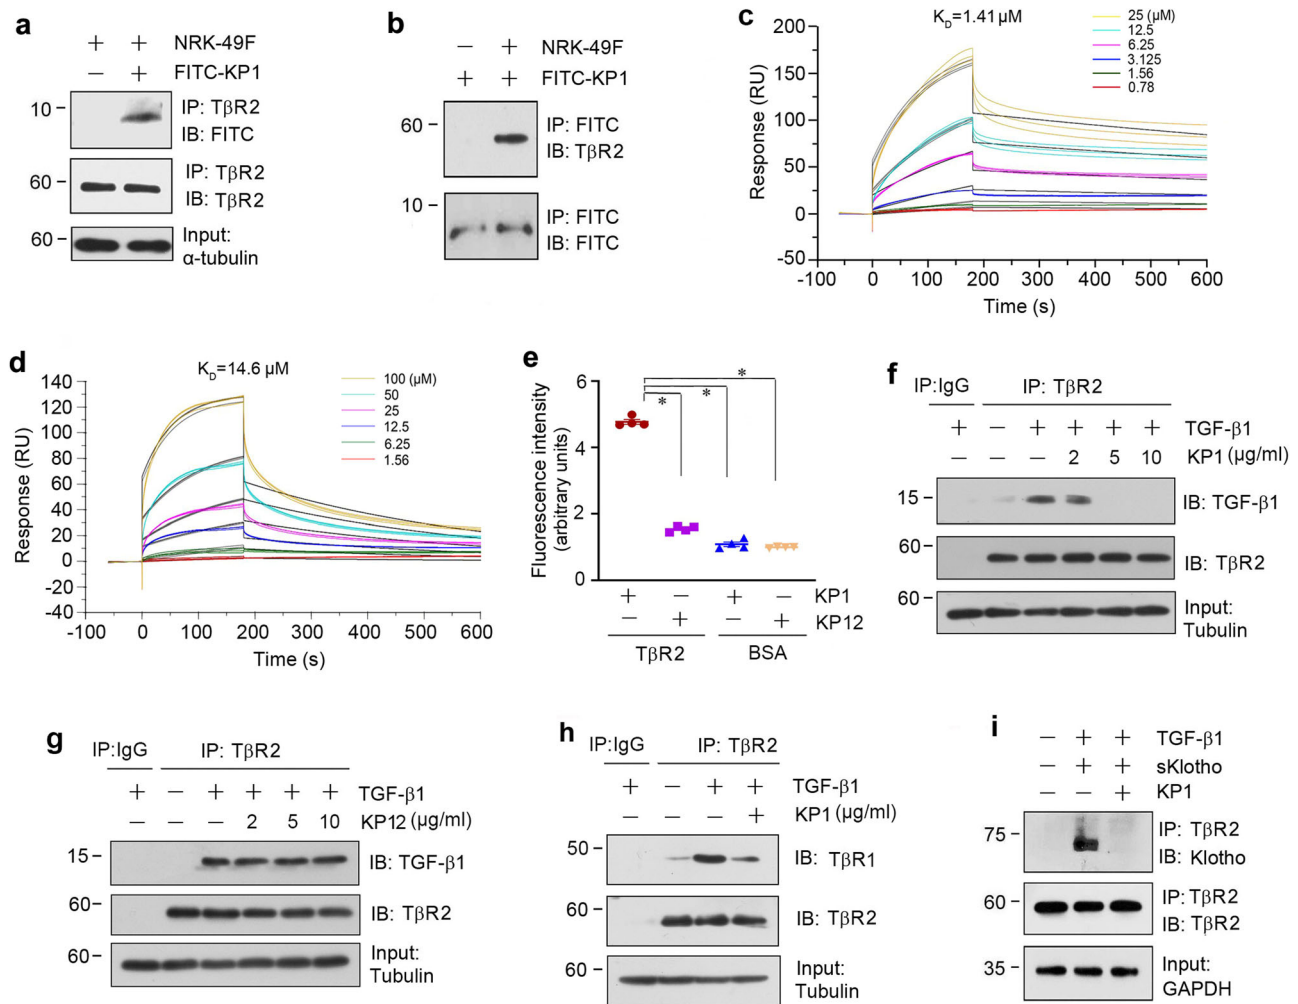 a
+ + NRK-49F
– + FITC-KP1
10 –
IP: TβR2
IB: FITC
60 –
IP: TβR2
IB: TβR2
60 –
Input:
α-tubulin
b
– + NRK-49F
+ + FITC-KP1
60 –
IP: FITC
IB: TβR2
10 –
IP: FITC
IB: FITC
c
K_D=1.41 μM
25 (μM)
12.5
6.25
3.125
1.56
0.78
Response (RU)
200
150
100
50
0
-50
-100 0 100 200 300 400 500 600
Time (s)
d
K_D=14.6 μM
100 (μM)
50
25
12.5
6.25
1.56
Response (RU)
140
120
100
80
60
40
20
0
-20
-40
-100 0 100 200 300 400 500 600
Time (s)
e
Fluorescence intensity
(arbitrary units)
6
4
2
0
* * *
+ – + – KP1
– + – + KP12
TβR2 BSA
f
IP:IgG IP: TβR2
+ – + + + + TGF-β1
– – – 2 5 10 KP1 (μg/ml)
15 –
IB: TGF-β1
60 –
IB: TβR2
60 –
Input:
Tubulin
g
IP:IgG IP: TβR2
+ – + + + + TGF-β1
– – – 2 5 10 KP12 (μg/ml)
15 –
IB: TGF-β1
60 –
IB: TβR2
60 –
Input:
Tubulin
h
IP:IgG IP: TβR2
+ – + + TGF-β1
– – – + KP1 (μg/ml)
50 –
IB: TβR1
60 –
IB: TβR2
60 –
Input:
Tubulin
i
– + + TGF-β1
– + + sKlotho
– – + KP1
75 –
IP: TβR2
IB: Klotho
60 –
IP: TβR2
IB: TβR2
35 –
Input:
GAPDH